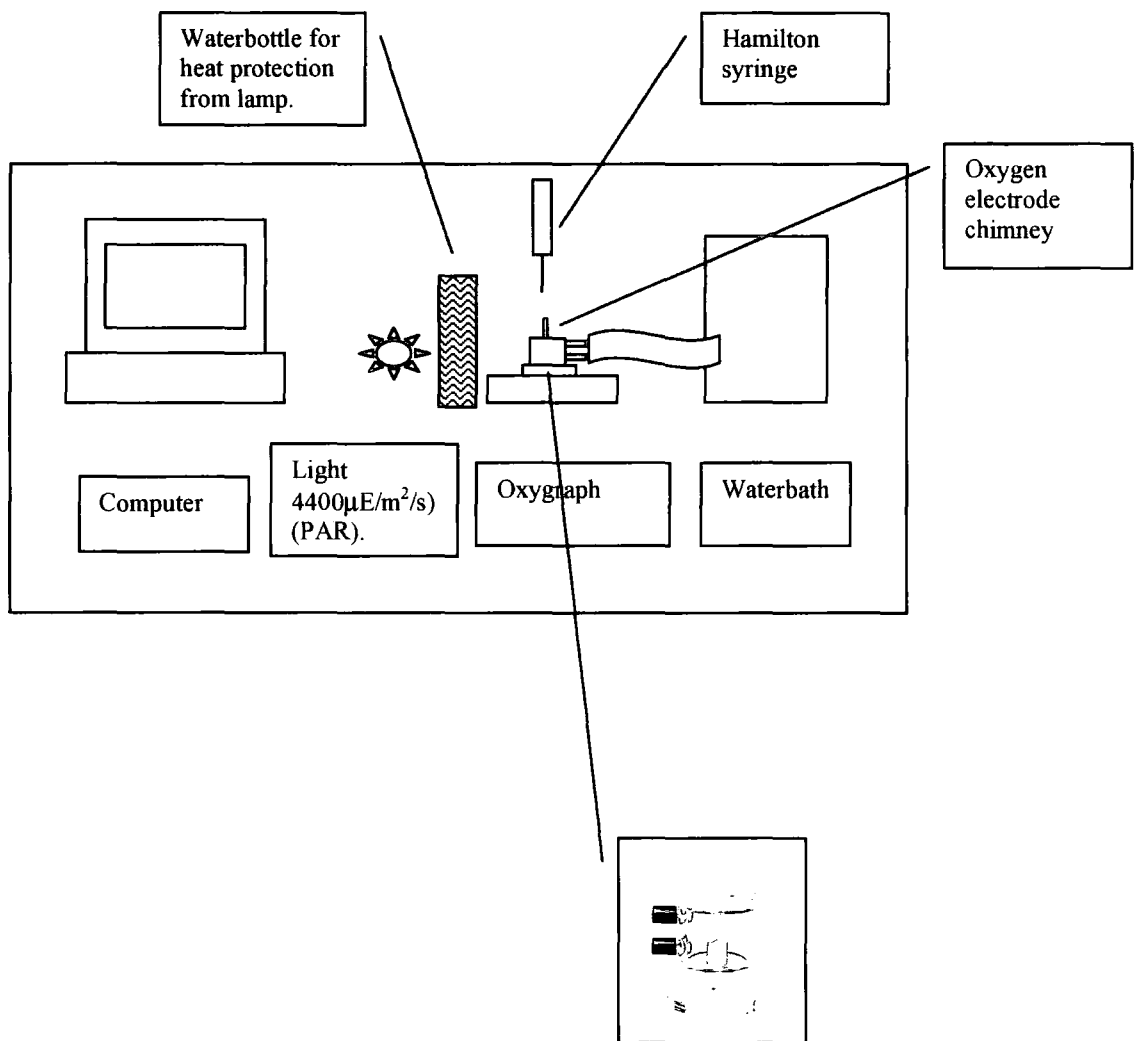 Waterbottle for
heat protection
from lamp.
Hamilton
syringe
Oxygen
electrode
chimney
Computer
Light
4400µE/m²/s)
(PAR).
Oxygraph
Waterbath